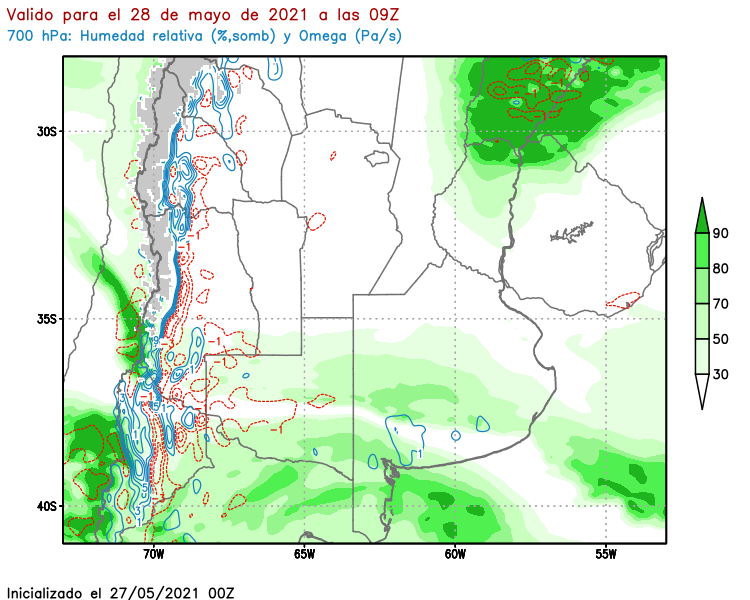 Valido para el 28 de mayo de 2021 a las 09Z
700 hPa: Humedad relativa (%,somb) y Omega (Pa/s)
30S
35S
40S
70W
65W
60W
55W
90
80
70
50
30
-1
-1
-1
-1
1
Inicializado el 27/05/2021 00Z